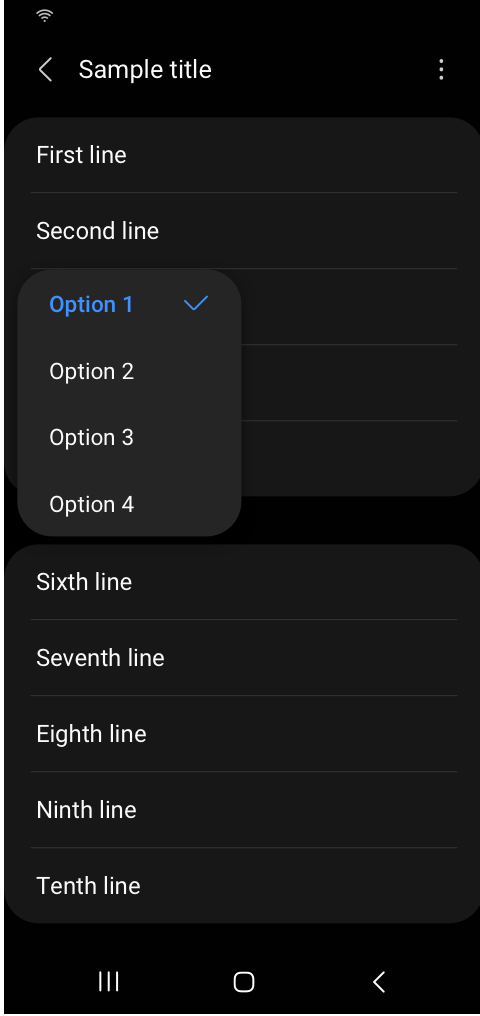 Sample title
First line
Second line
Option 1
Option 2
Option 3
Option 4
Sixth line
Seventh line
Eighth line
Ninth line
Tenth line